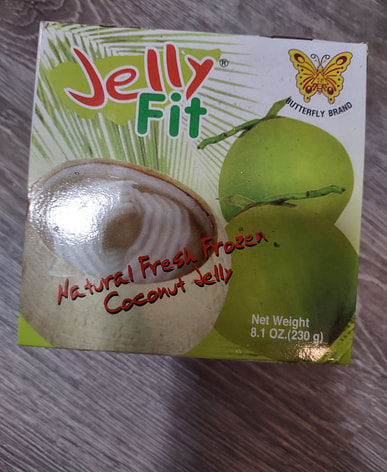 Jelly®
Fit
BUTTERFLY BRAND
Natural Fresh Frozen
Coconut Jelly
Net Weight
8.1 OZ.(230 g)